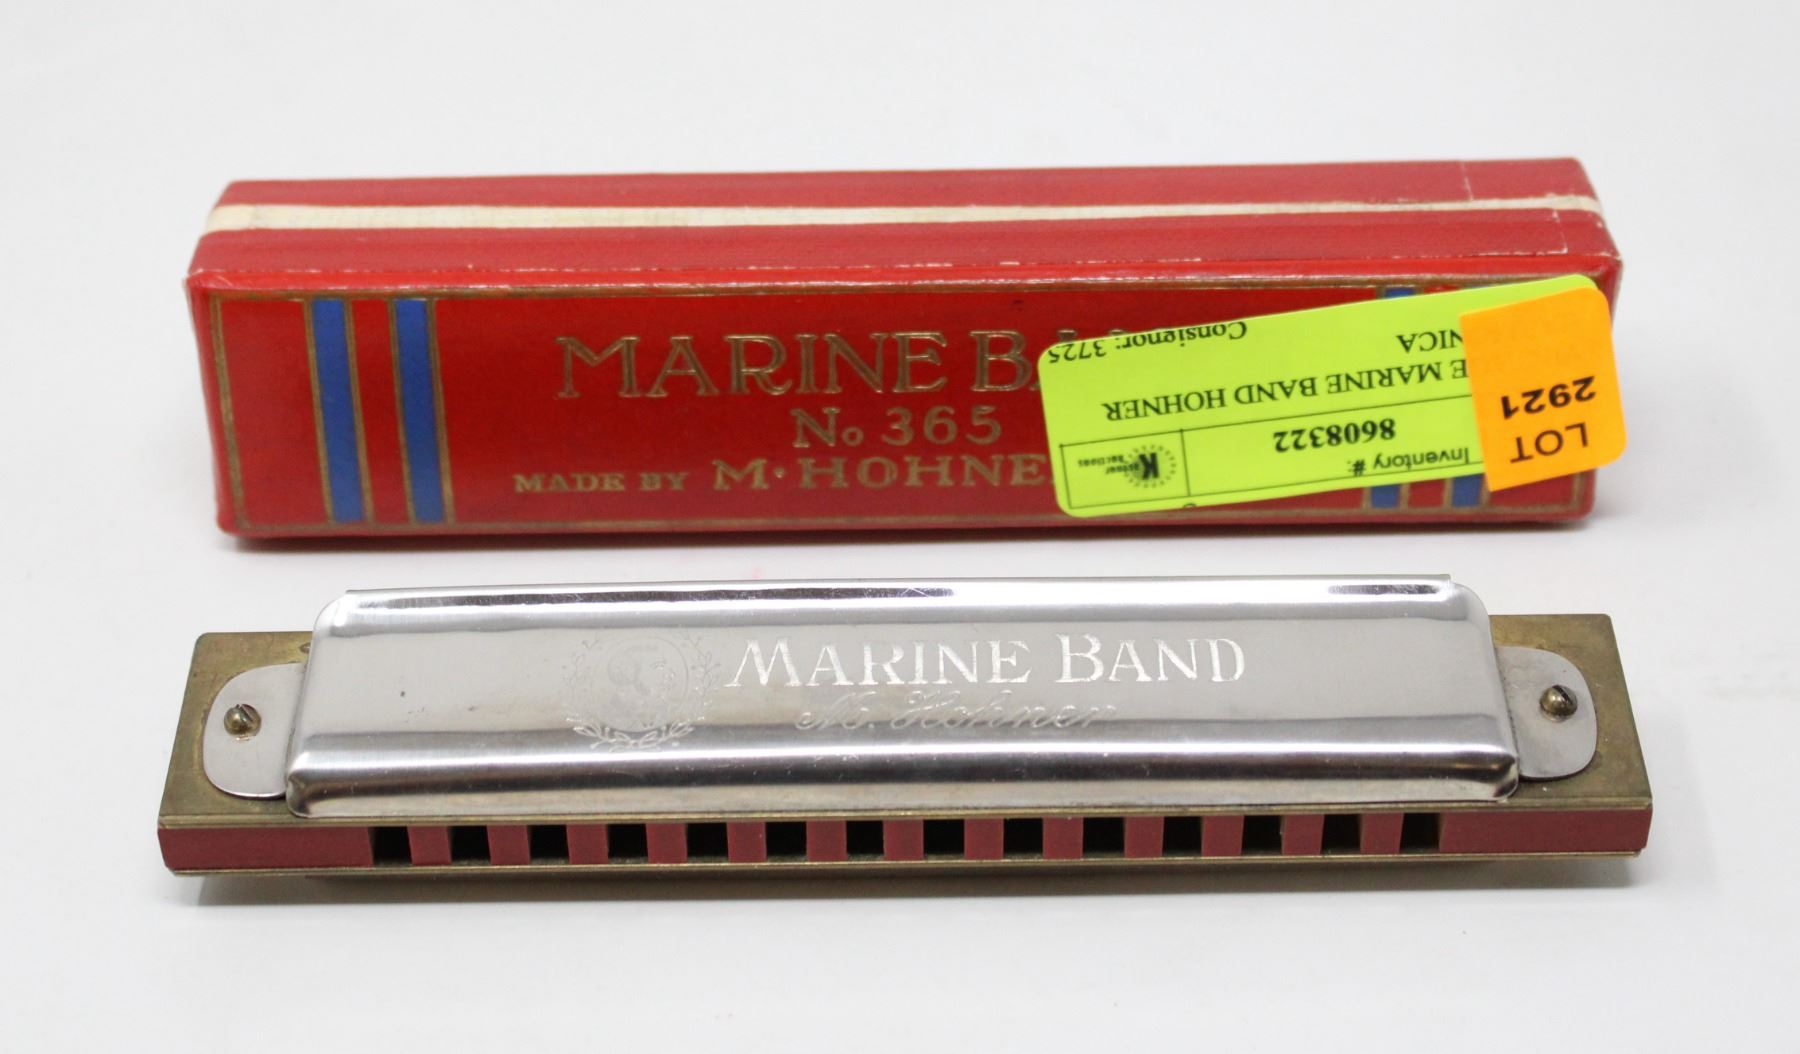 MARINE BA
No 365
MADE BY M. HOHNE
Inventory #:
8608322
K
E MARINE BAND HOHNER
NICA
Consignor: 3725
LOT
2921
MARINE BAND
M. Hohner